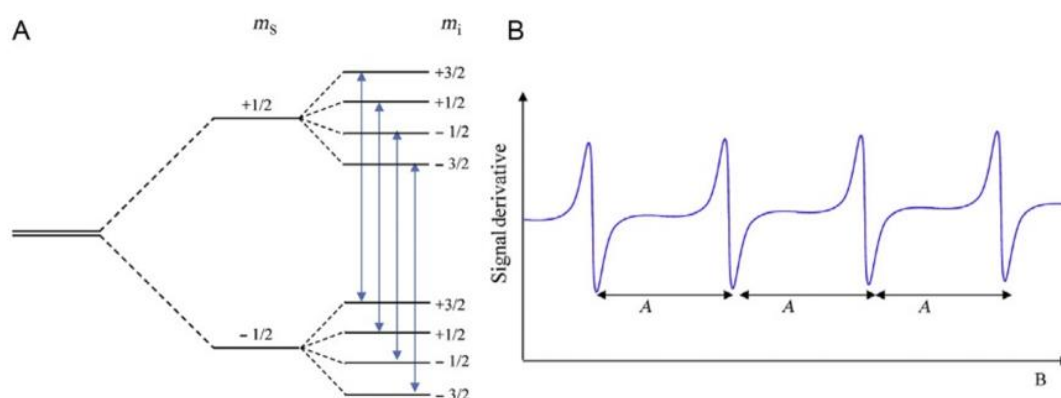 A
m_S
m_i
+3/2
+1/2
+1/2
− 1/2
− 3/2
− 1/2
+3/2
+1/2
− 1/2
− 3/2
B
Signal derivative
A
A
A
B